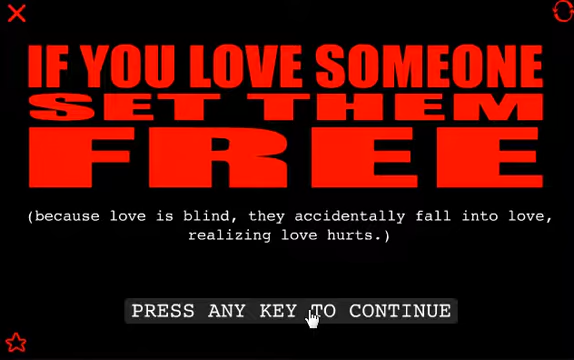 IF YOU LOVE SOMEONE
SET THEM
FREE
(because love is blind, they accidentally fall into love,
realizing love hurts.)
PRESS ANY KEY TO CONTINUE